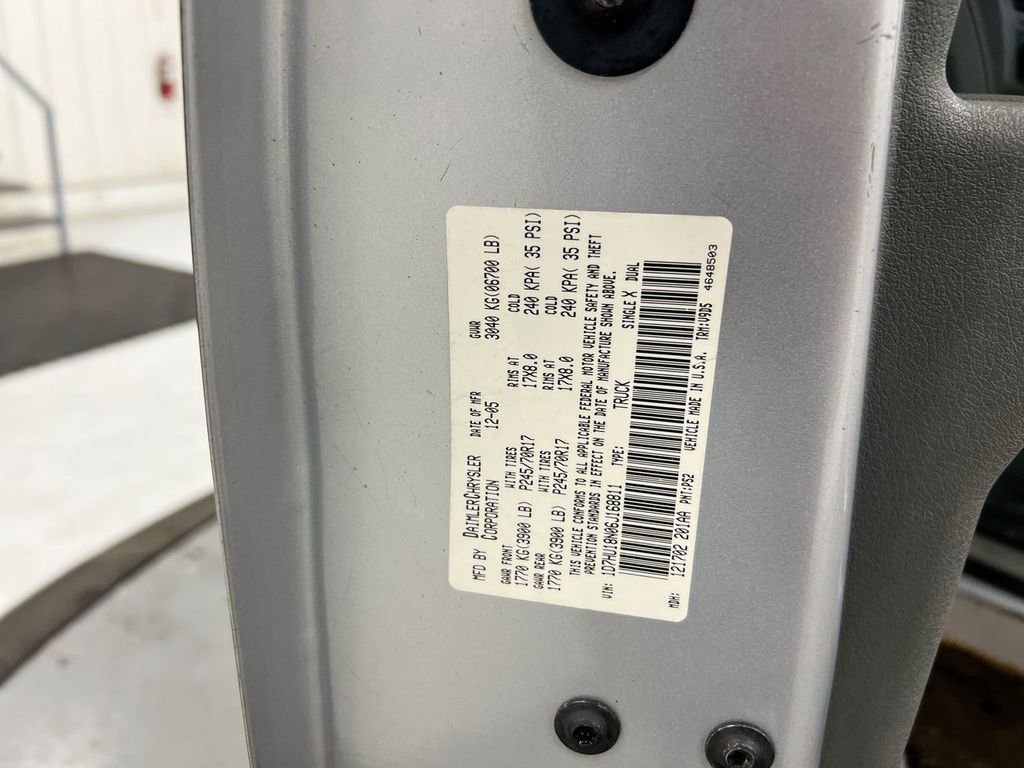 MFD BY DAIMLERCHRYSLER CORPORATION DATE OF MFR 12-05 GVWR 3040 KG(06700 LB)
GAWR FRONT WITH TIRES RIMS AT COLD
1770 KG(3900 LB) P245/70R17 17X8.0 240 KPA( 35 PSI)
GAWR REAR WITH TIRES RIMS AT COLD
1770 KG(3900 LB) P245/70R17 17X8.0 240 KPA( 35 PSI)
THIS VEHICLE CONFORMS TO ALL APPLICABLE FEDERAL MOTOR VEHICLE SAFETY AND THEFT
PREVENTION STANDARDS IN EFFECT ON THE DATE OF MANUFACTURE SHOWN ABOVE.
VIN: 1D7HU18N06J168811 TYPE: TRUCK SINGLE X DUAL
MDH: 121702 201AA PNT:PS2 VEHICLE MADE IN U.S.A. TRM:V9D5 4648503